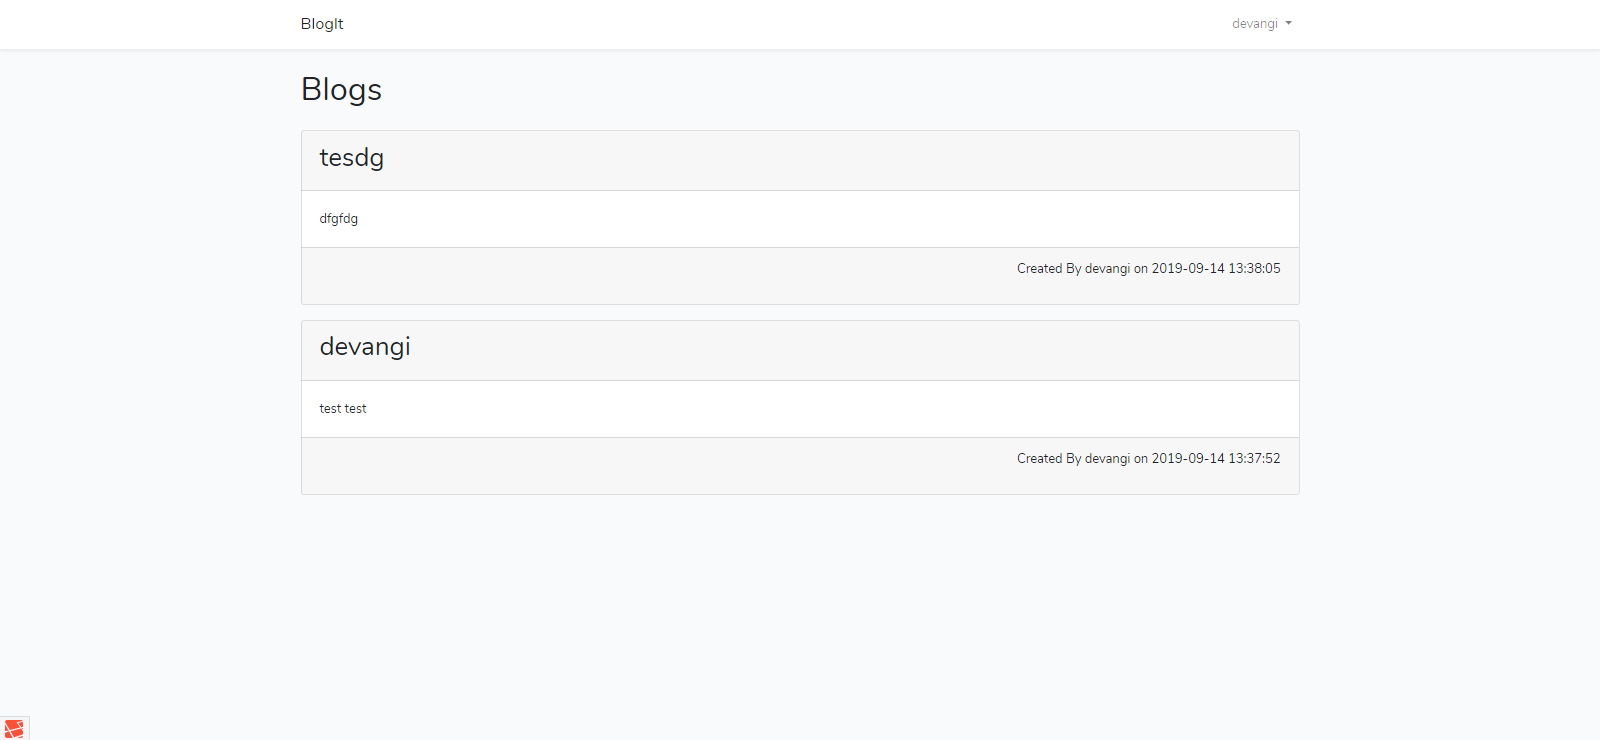 BlogIt
devangi
Blogs
tesdg
dfgfdg
Created By devangi on 2019-09-14 13:38:05
devangi
test test
Created By devangi on 2019-09-14 13:37:52